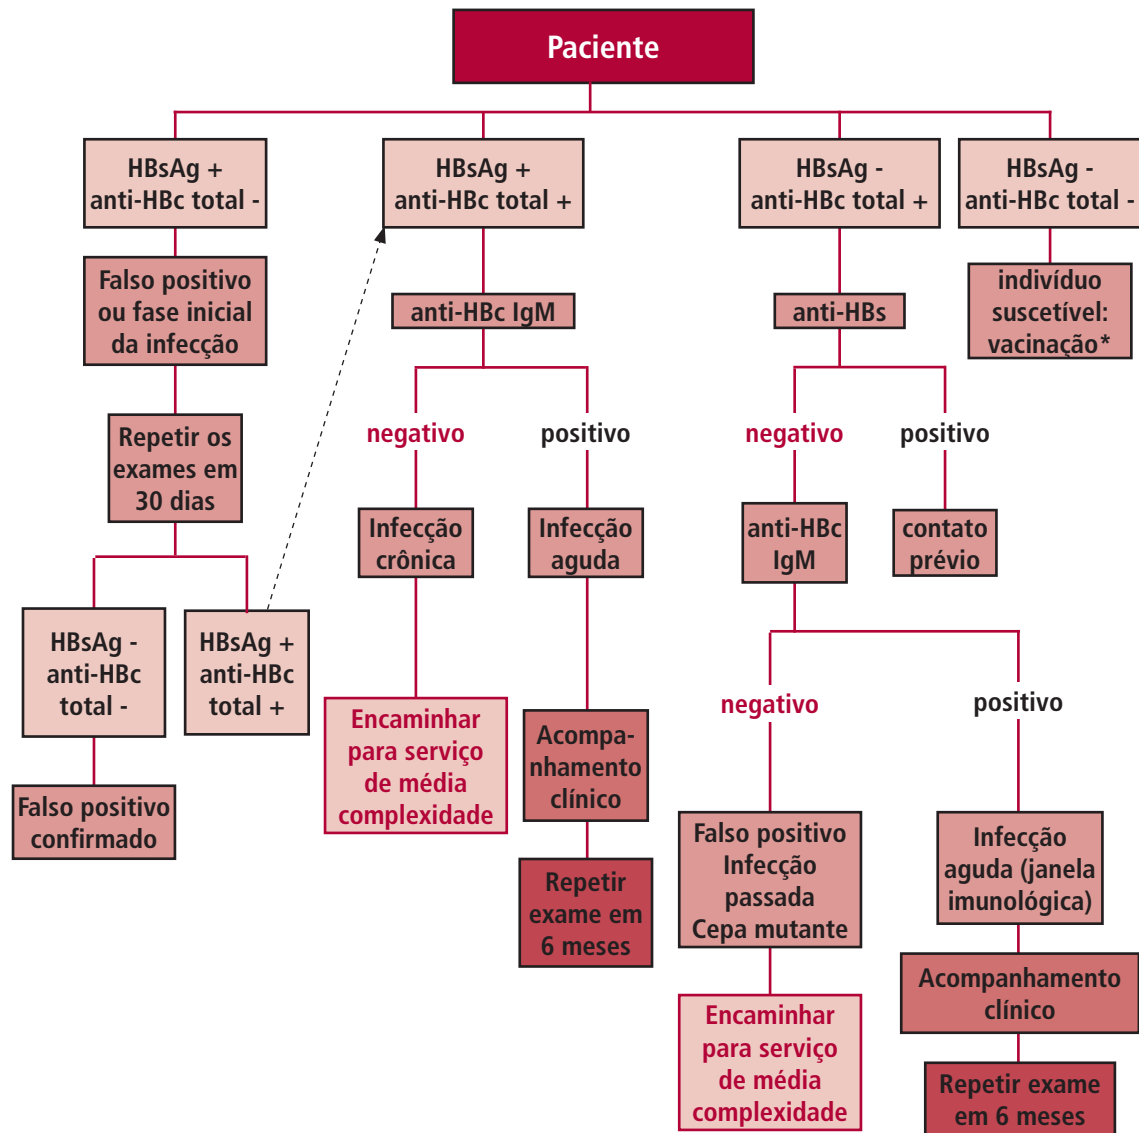 Paciente
HBsAg +
anti-HBc total -
HBsAg +
anti-HBc total +
HBsAg -
anti-HBc total +
HBsAg -
anti-HBc total -
Falso positivo
ou fase inicial
da infecção
anti-HBc IgM
anti-HBs
indivíduo
suscetível:
vacinação*
Repetir os
exames em
30 dias
negativo
positivo
negativo
positivo
Infecção
crônica
Infecção
aguda
anti-HBc
IgM
contato
prévio
HBsAg -
anti-HBc
total -
HBsAg +
anti-HBc
total +
negativo
positivo
Encaminhar
para serviço
de média
complexidade
Acompa-
nhamento
clínico
Falso positivo
confirmado
Falso positivo
Infecção
passada
Cepa mutante
Infecção
aguda (janela
imunológica)
Repetir
exame em
6 meses
Acompanhamento
clínico
Encaminhar
para serviço
de média
complexidade
Repetir exame
em 6 meses